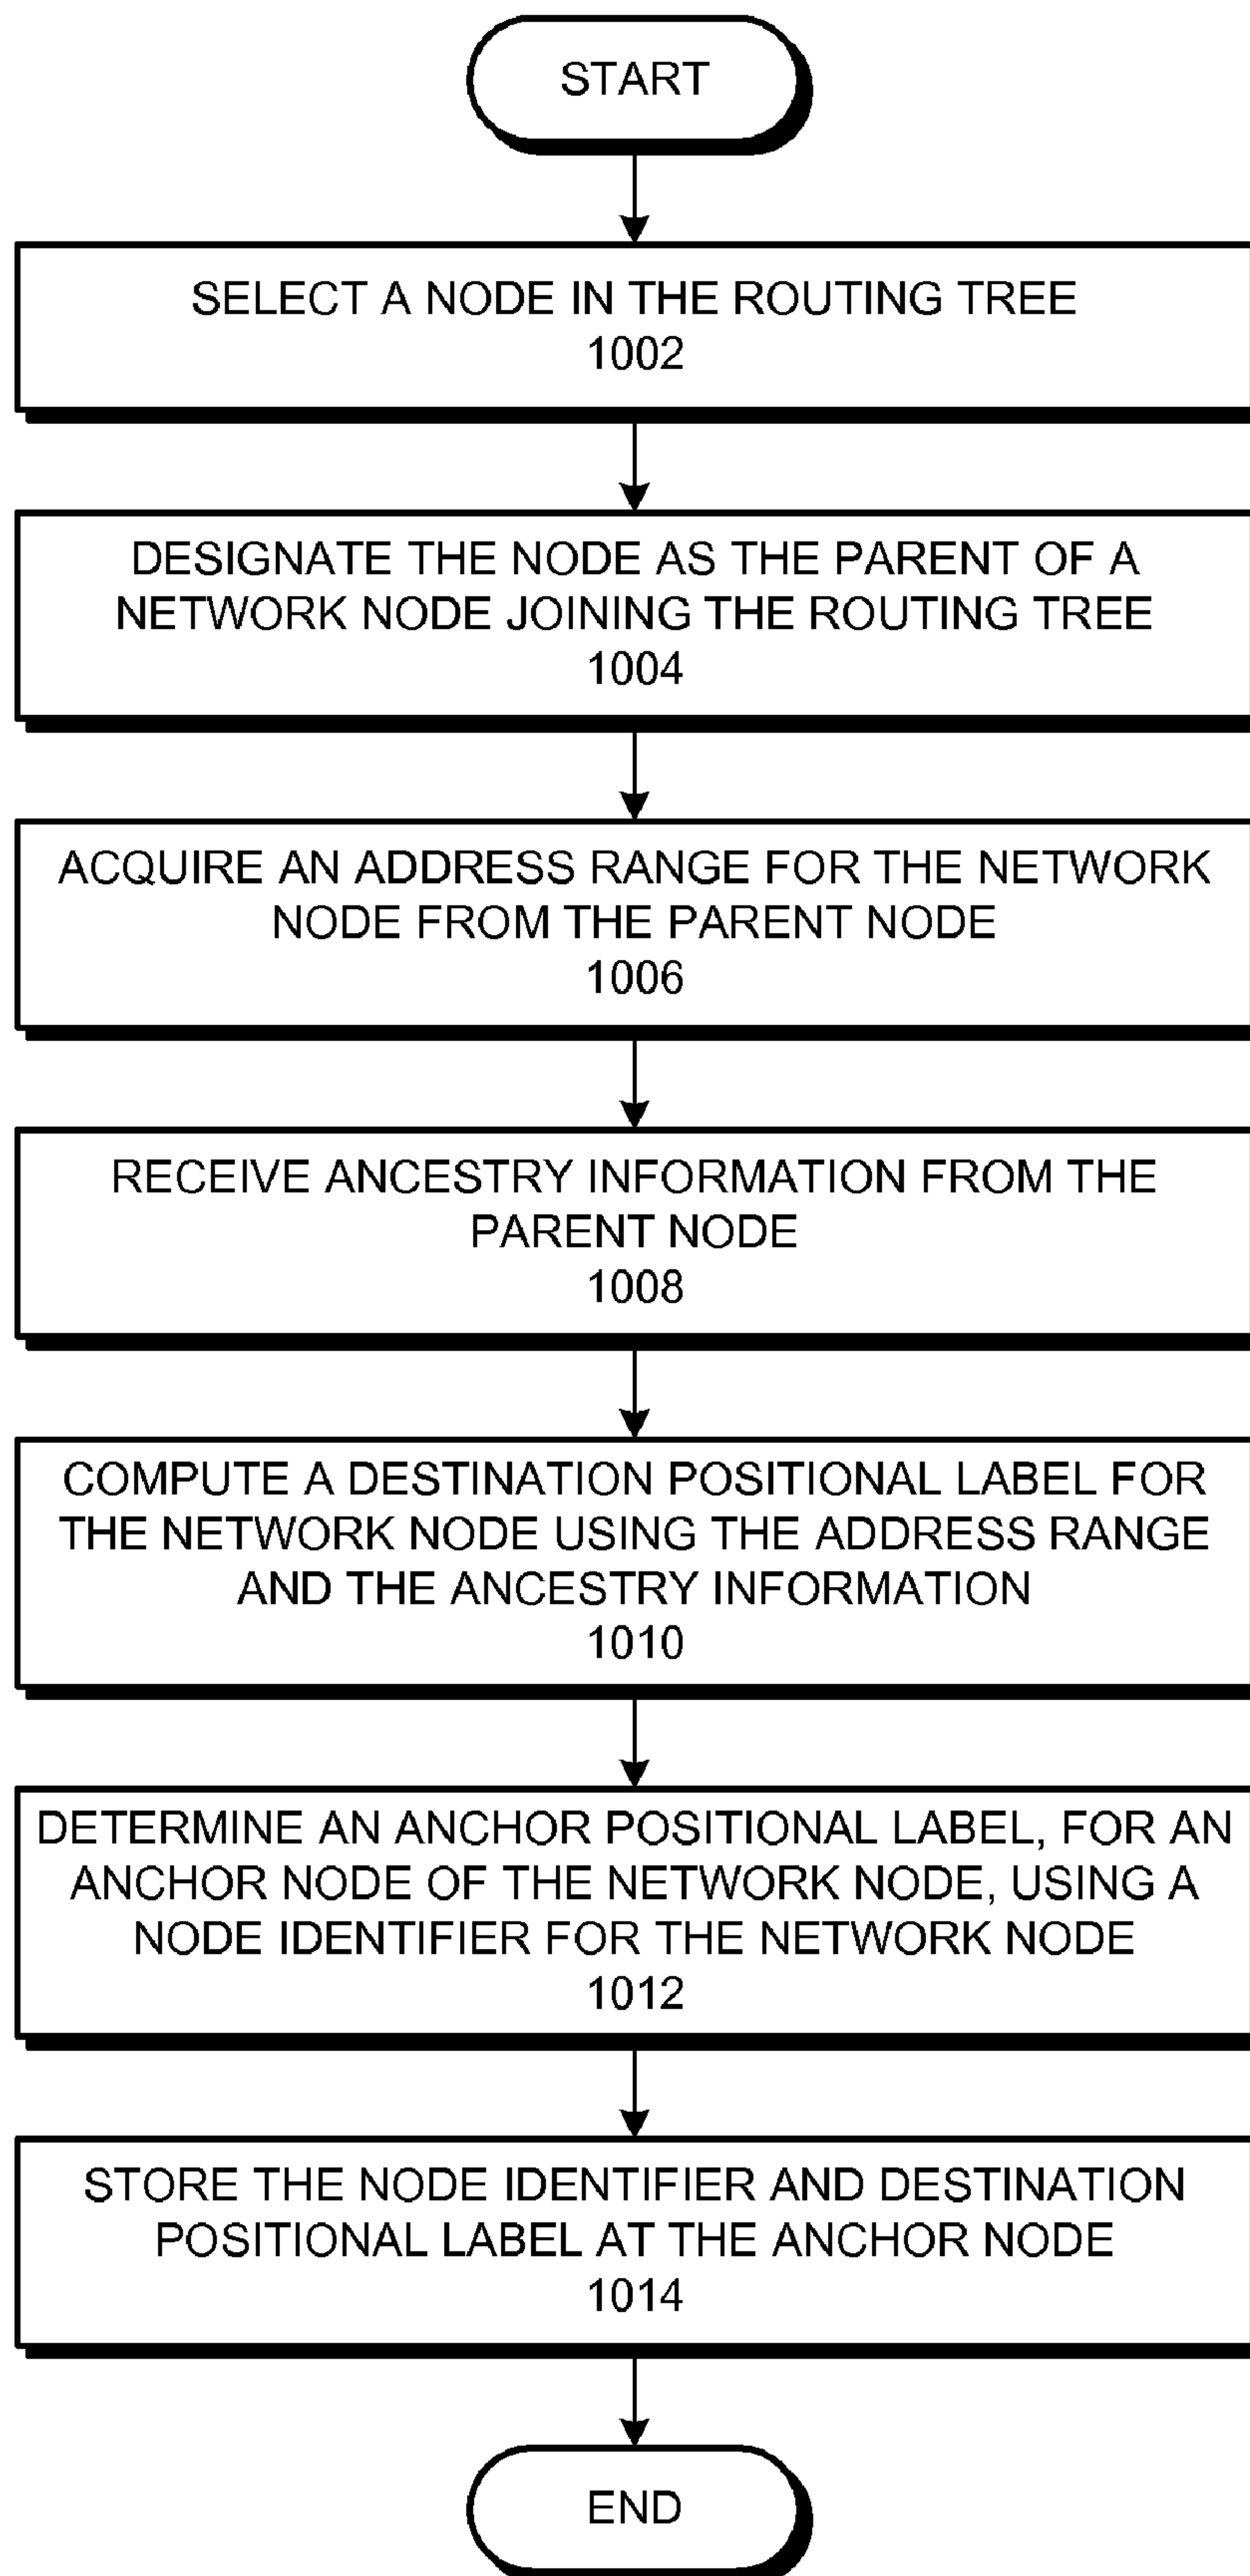 START
SELECT A NODE IN THE ROUTING TREE
1002
DESIGNATE THE NODE AS THE PARENT OF A
NETWORK NODE JOINING THE ROUTING TREE
1004
ACQUIRE AN ADDRESS RANGE FOR THE NETWORK
NODE FROM THE PARENT NODE
1006
RECEIVE ANCESTRY INFORMATION FROM THE
PARENT NODE
1008
COMPUTE A DESTINATION POSITIONAL LABEL FOR
THE NETWORK NODE USING THE ADDRESS RANGE
AND THE ANCESTRY INFORMATION
1010
DETERMINE AN ANCHOR POSITIONAL LABEL, FOR AN
ANCHOR NODE OF THE NETWORK NODE, USING A
NODE IDENTIFIER FOR THE NETWORK NODE
1012
STORE THE NODE IDENTIFIER AND DESTINATION
POSITIONAL LABEL AT THE ANCHOR NODE
1014
END